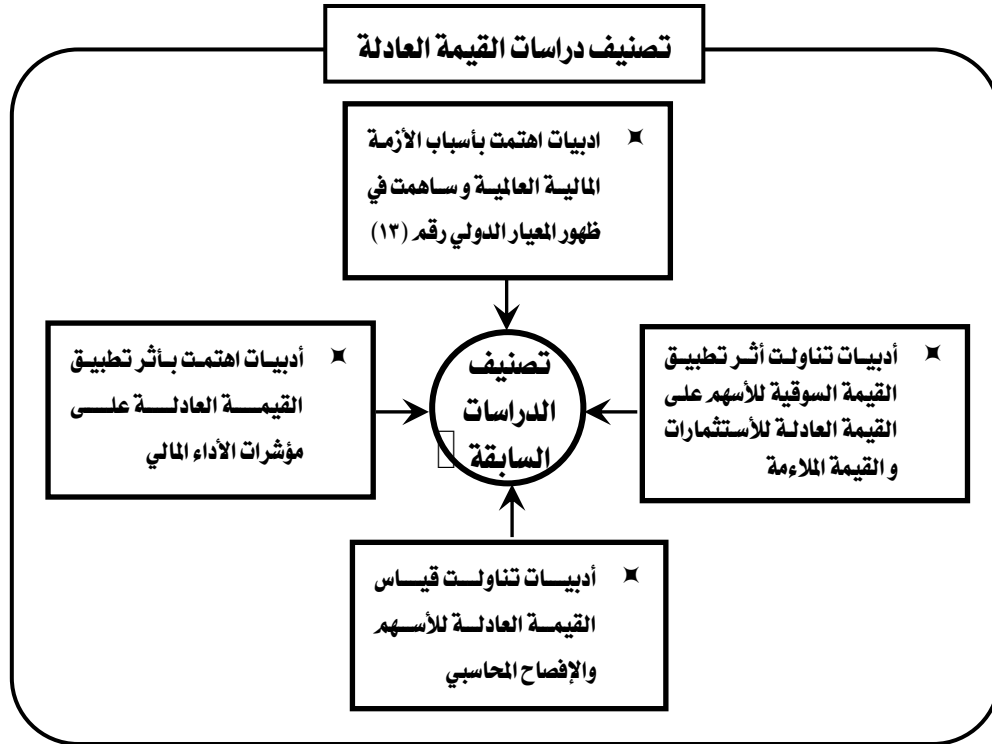 تصنيف دراسات القيمة العادلة
ادبيات اهتمت بأسباب الأزمة
المالية العالمية و ساهمت في
ظهور المعيار الدولي رقم (١٣)
أدبيات تناولت أثر تطبيق
القيمة السوقية للأسهم على
القيمة العادلة للأستثمارات
و القيمة الملاءمة
تصنيف
الدراسات
السابقة
أدبيات اهتمت بأثر تطبيق
القيمة العادلة على
مؤشرات الأداء المالي
أدبيات تناولت قياس
القيمة العادلة للأسهم
والإفصاح المحاسبي